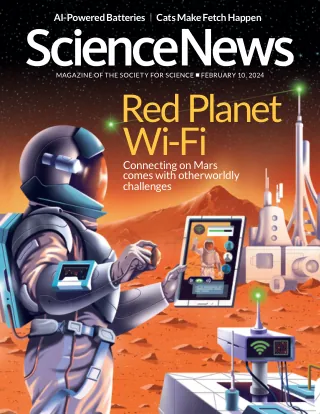 AI-Powered Batteries | Cats Make Fetch Happen
ScienceNews
MAGAZINE OF THE SOCIETY FOR SCIENCE ■ FEBRUARY 10, 2024
Red Planet
Wi-Fi
Connecting on Mars
comes with otherworldly
challenges